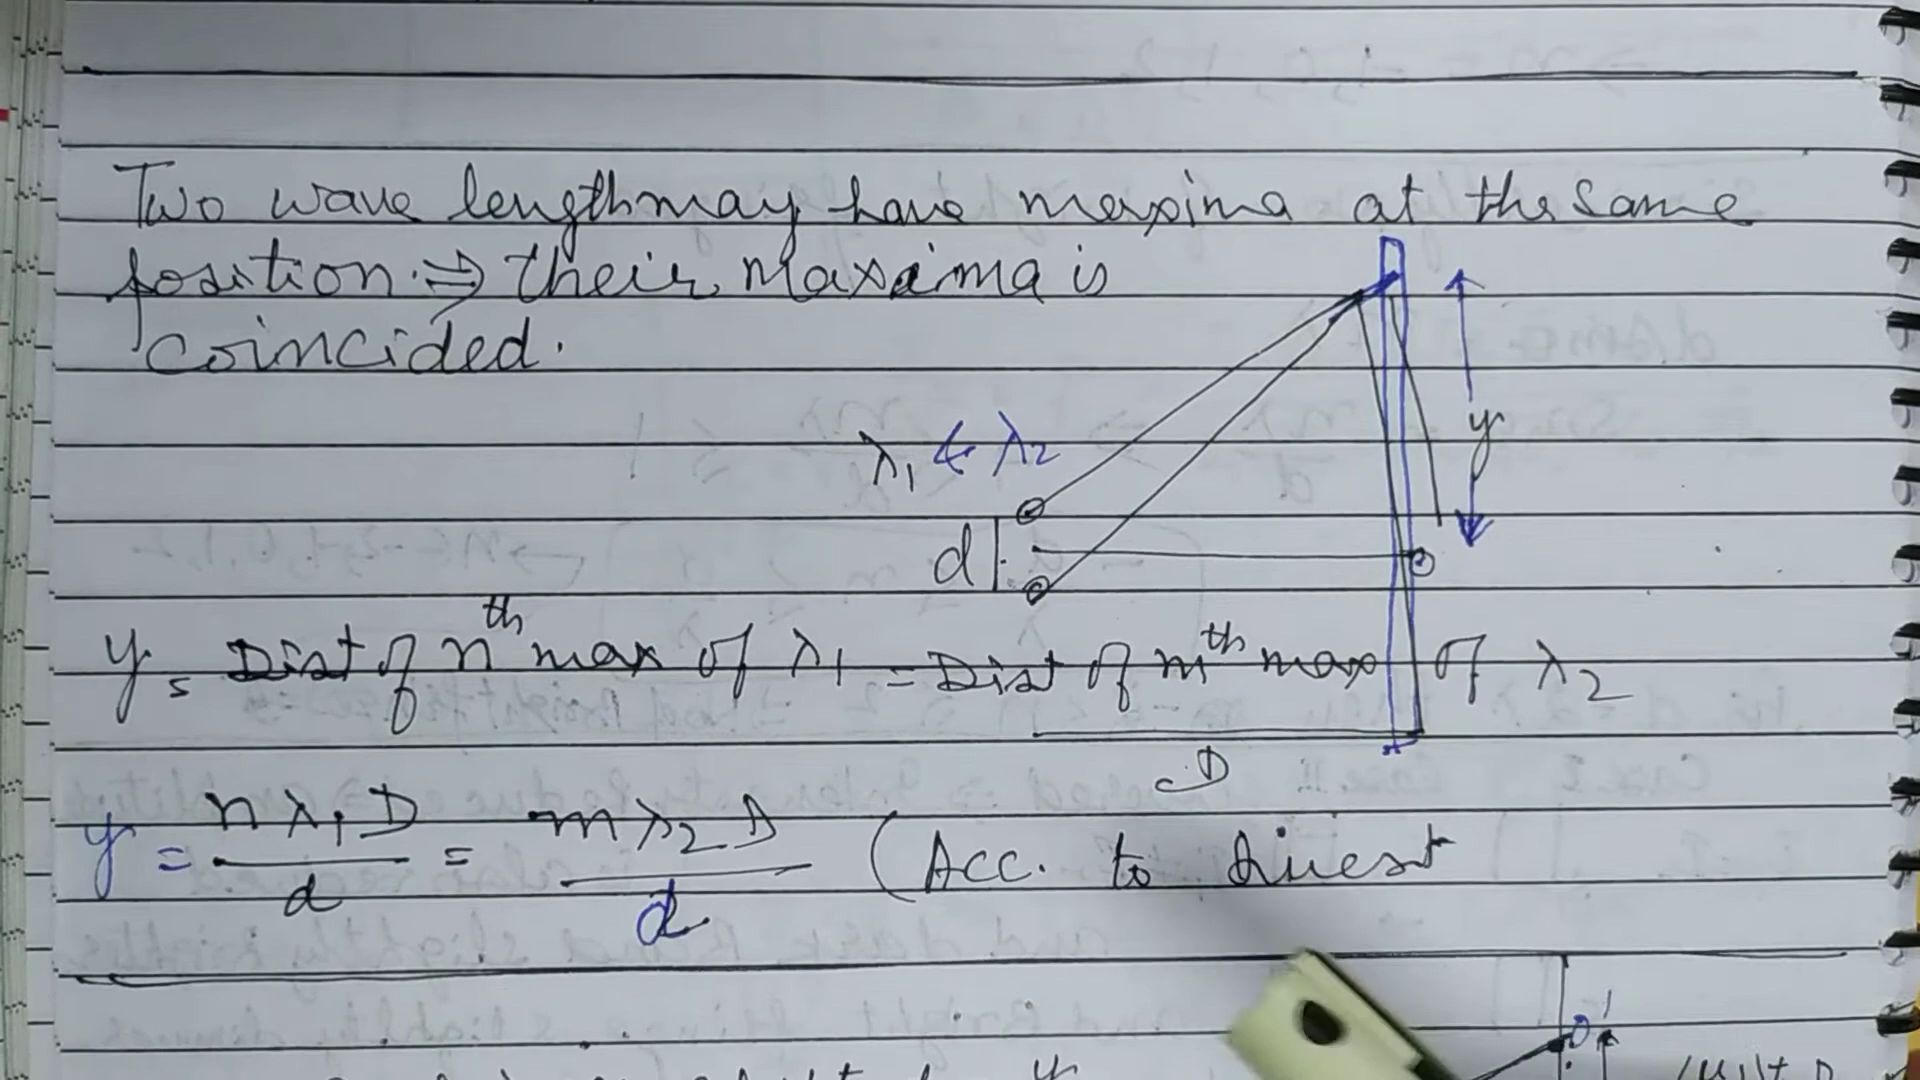 Two wave length may have maxima at the same
position. ⇒ their maxima is
coincided.
λ1 & λ2
y
d
y = Dist of nth max of λ1 = Dist of mth max of λ2
D
y = nλ1D/d = mλ2D/d (Acc. to Quest